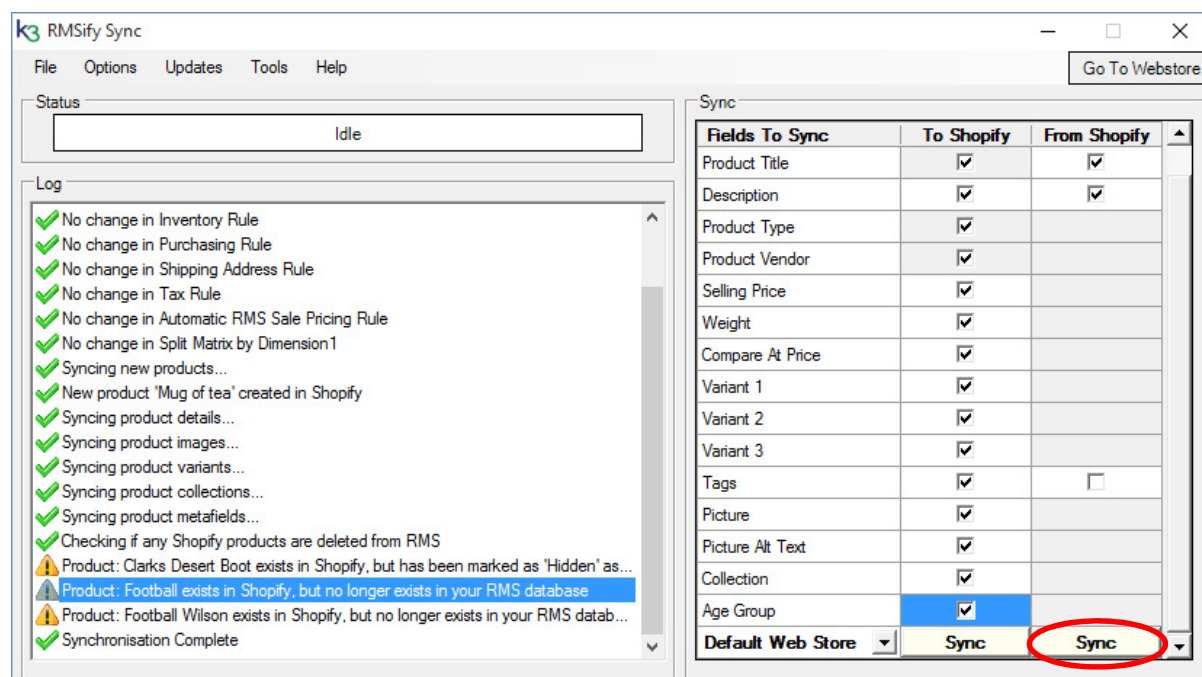 k3 RMSify Sync
File Options Updates Tools Help
Go To Webstore
Status
Idle
Log
No change in Inventory Rule
No change in Purchasing Rule
No change in Shipping Address Rule
No change in Tax Rule
No change in Automatic RMS Sale Pricing Rule
No change in Split Matrix by Dimension1
Syncing new products...
New product 'Mug of tea' created in Shopify
Syncing product details...
Syncing product images...
Syncing product variants...
Syncing product collections...
Syncing product metafields...
Checking if any Shopify products are deleted from RMS
Product: Clarks Desert Boot exists in Shopify, but has been marked as 'Hidden' as...
Product: Football exists in Shopify, but no longer exists in your RMS database
Product: Football Wilson exists in Shopify, but no longer exists in your RMS datab...
Synchronisation Complete
Sync
Fields To Sync To Shopify From Shopify
Product Title
Description
Product Type
Product Vendor
Selling Price
Weight
Compare At Price
Variant 1
Variant 2
Variant 3
Tags
Picture
Picture Alt Text
Collection
Age Group
Default Web Store Sync Sync